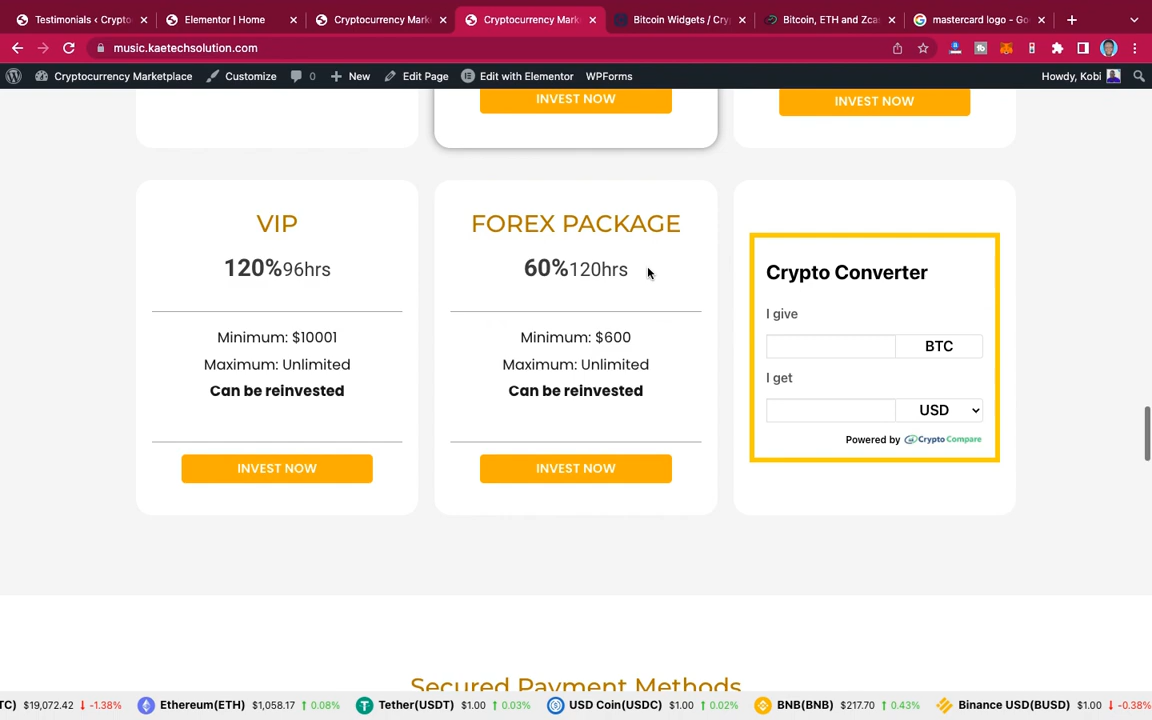 Testimonials ‹ Crypto
Elementor | Home
Cryptocurrency Mark
Cryptocurrency Mark
Bitcoin Widgets / Cry
Bitcoin, ETH and Zca
mastercard logo - Go
music.kaetechsolution.com
Cryptocurrency Marketplace Customize 0 New Edit Page Edit with Elementor WPForms Howdy, Kobi
INVEST NOW
INVEST NOW
VIP
120%96hrs
Minimum: $10001
Maximum: Unlimited
Can be reinvested
INVEST NOW
FOREX PACKAGE
60%120hrs
Minimum: $600
Maximum: Unlimited
Can be reinvested
INVEST NOW
Crypto Converter
I give
BTC
I get
USD
Powered by CryptoCompare
Secured Payment Methods
TC) $19,072.42 ↓ -1.38% Ethereum(ETH) $1,058.17 ↑ 0.08% Tether(USDT) $1.00 ↑ 0.03% USD Coin(USDC) $1.00 ↑ 0.02% BNB(BNB) $217.70 ↑ 0.43% Binance USD(BUSD) $1.00 ↓ -0.38%